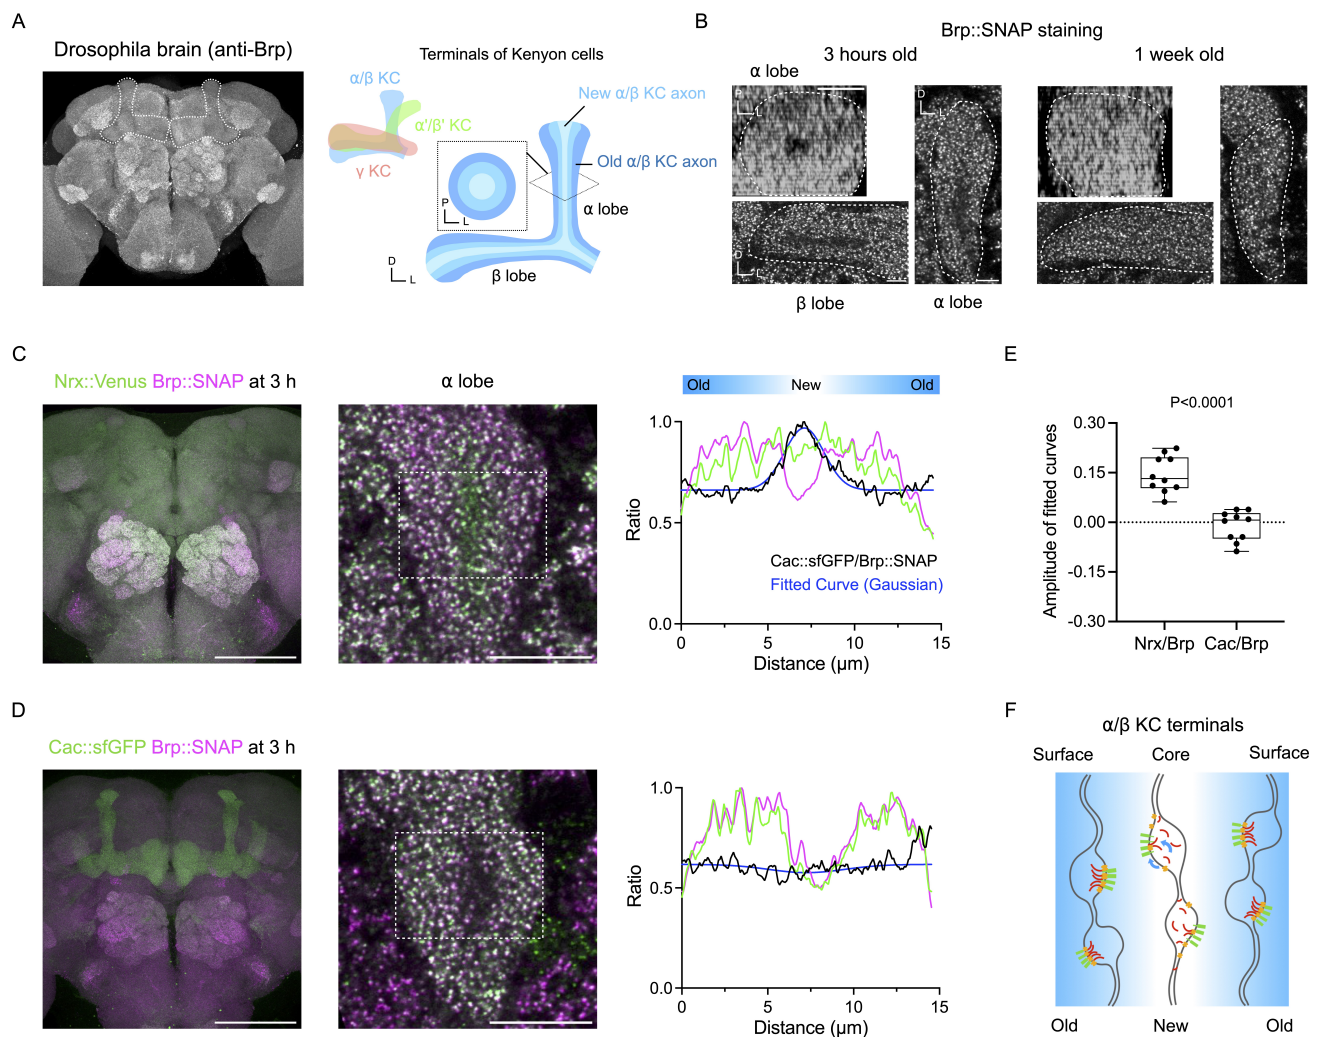 A
Drosophila brain (anti-Brp)
Terminals of Kenyon cells
α/β KC
α'/β' KC
γ KC
New α/β KC axon
Old α/β KC axon
P
L
α lobe
D
L
β lobe
B
Brp::SNAP staining
3 hours old
1 week old
α lobe
D
L
D
L
D
L
β lobe
α lobe
C
Nrx::Venus Brp::SNAP at 3 h
α lobe
Old New Old
1.0
0.5
0.0
Ratio
Cac::sfGFP/Brp::SNAP
Fitted Curve (Gaussian)
0 5 10 15
Distance (μm)
E
P<0.0001
0.30
0.15
0.00
-0.15
-0.30
Amplitude of fitted curves
Nrx/Brp Cac/Brp
D
Cac::sfGFP Brp::SNAP at 3 h
1.0
0.5
0.0
Ratio
0 5 10 15
Distance (μm)
F
α/β KC terminals
Surface Core Surface
Old New Old